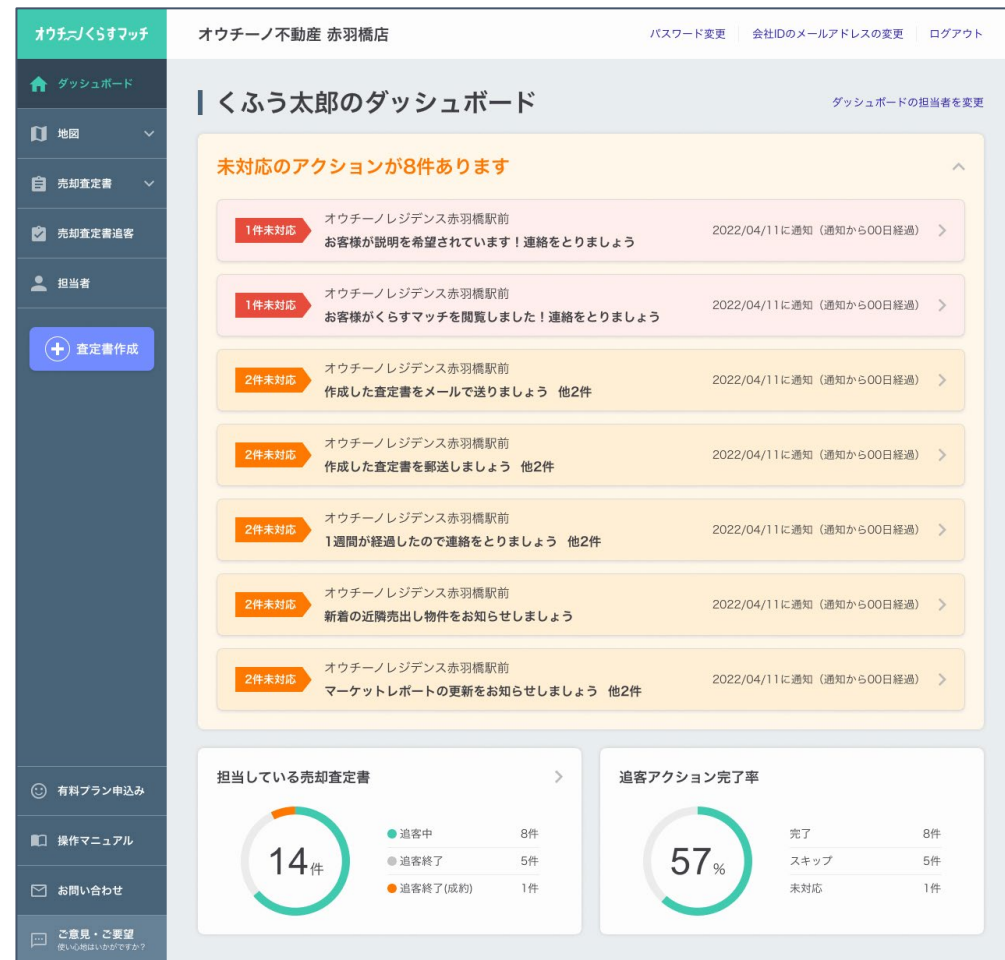 オウチーノくらすマッチ
オウチーノ不動産 赤羽橋店
パスワード変更
会社IDのメールアドレスの変更
ログアウト
ダッシュボード
地図
売却査定書
売却査定書追客
担当者
査定書作成
有料プラン申込み
操作マニュアル
お問い合わせ
ご意見・ご要望
使い心地はいかがですか？
くふう太郎のダッシュボード
ダッシュボードの担当者を変更
未対応のアクションが8件あります
1件未対応
オウチーノレジデンス赤羽橋駅前
お客様が説明を希望されています！連絡をとりましょう
2022/04/11に通知（通知から00日経過）
1件未対応
オウチーノレジデンス赤羽橋駅前
お客様がくらすマッチを閲覧しました！連絡をとりましょう
2022/04/11に通知（通知から00日経過）
2件未対応
オウチーノレジデンス赤羽橋駅前
作成した査定書をメールで送りましょう 他2件
2022/04/11に通知（通知から00日経過）
2件未対応
オウチーノレジデンス赤羽橋駅前
作成した査定書を郵送しましょう 他2件
2022/04/11に通知（通知から00日経過）
2件未対応
オウチーノレジデンス赤羽橋駅前
1週間が経過したので連絡をとりましょう 他2件
2022/04/11に通知（通知から00日経過）
2件未対応
オウチーノレジデンス赤羽橋駅前
新着の近隣売出し物件をお知らせしましょう
2022/04/11に通知（通知から00日経過）
2件未対応
オウチーノレジデンス赤羽橋駅前
マーケットレポートの更新をお知らせしましょう 他2件
2022/04/11に通知（通知から00日経過）
担当している売却査定書
14件
追客中 8件
追客終了 5件
追客終了(成約) 1件
追客アクション完了率
57%
完了 8件
スキップ 5件
未対応 1件